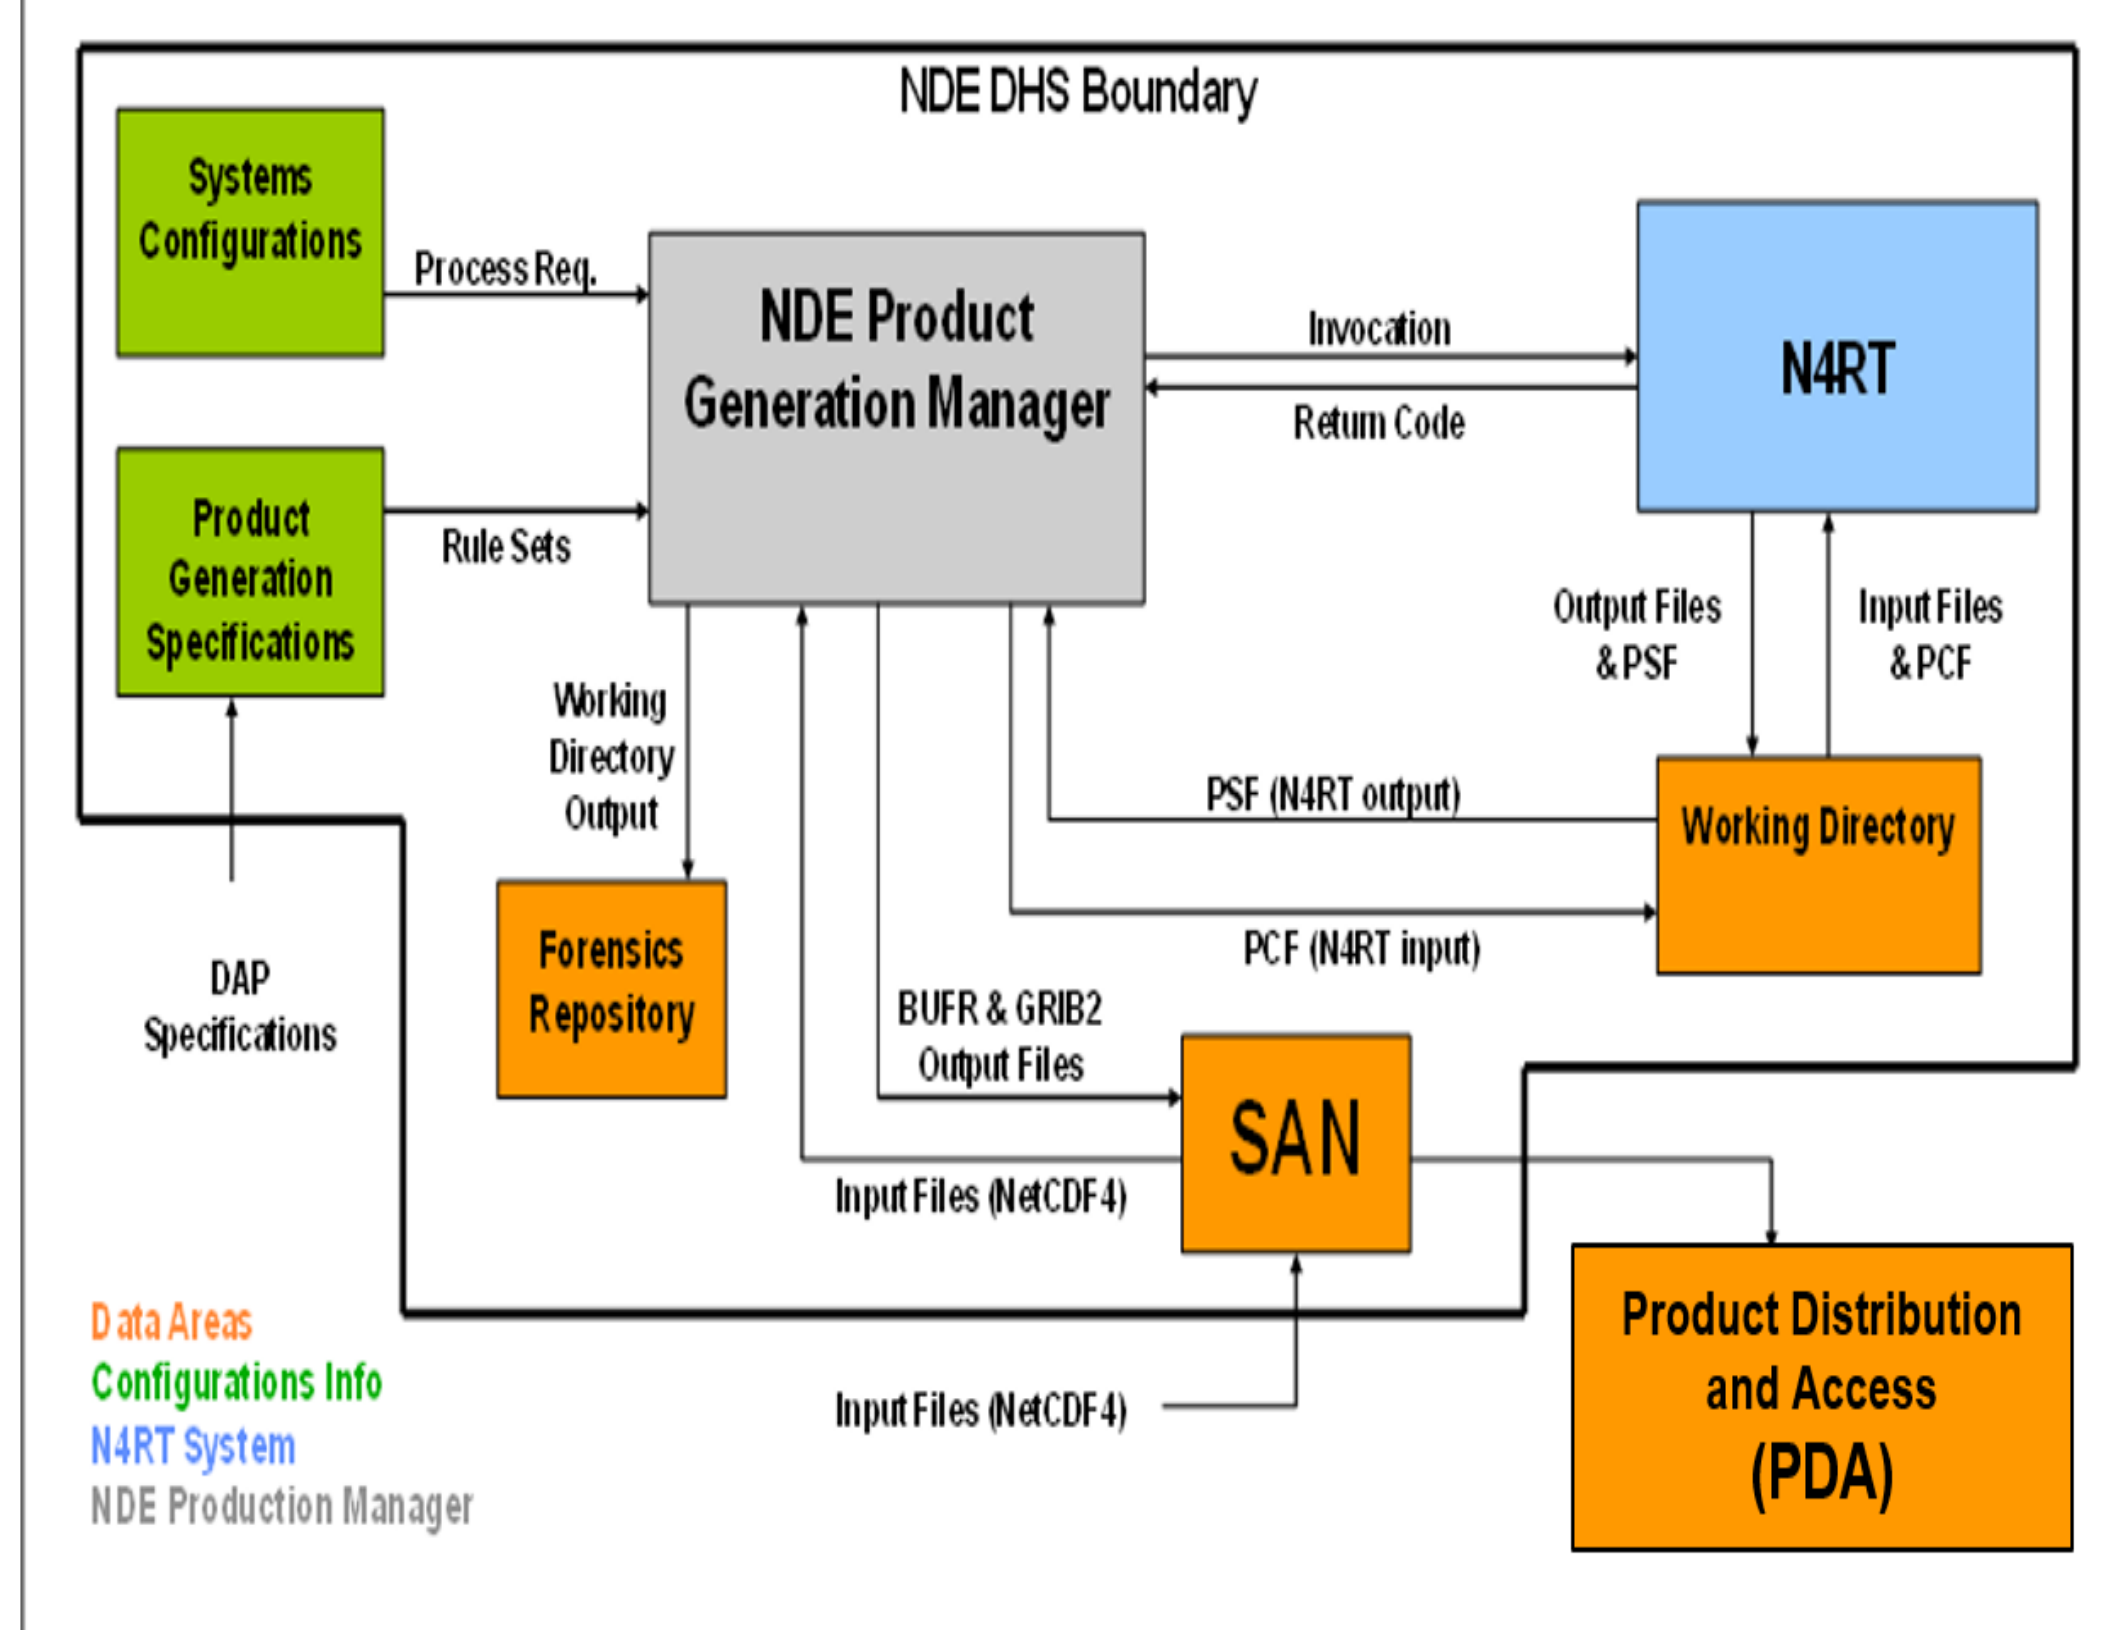 NDE DHS Boundary
Systems
Configurations
Process Req.
NDE Product
Generation Manager
Invocation
Return Code
N4RT
Product
Generation
Specifications
Rule Sets
Output Files
& PSF
Input Files
& PCF
Working
Directory
Output
PSF (N4RT output)
Working Directory
PCF (N4RT input)
DAP
Specifications
Forensics
Repository
BUFR & GRIB2
Output Files
SAN
Input Files (NetCDF4)
Product Distribution
and Access
(PDA)
Input Files (NetCDF4)
Data Areas
Configurations Info
N4RT System
NDE Production Manager